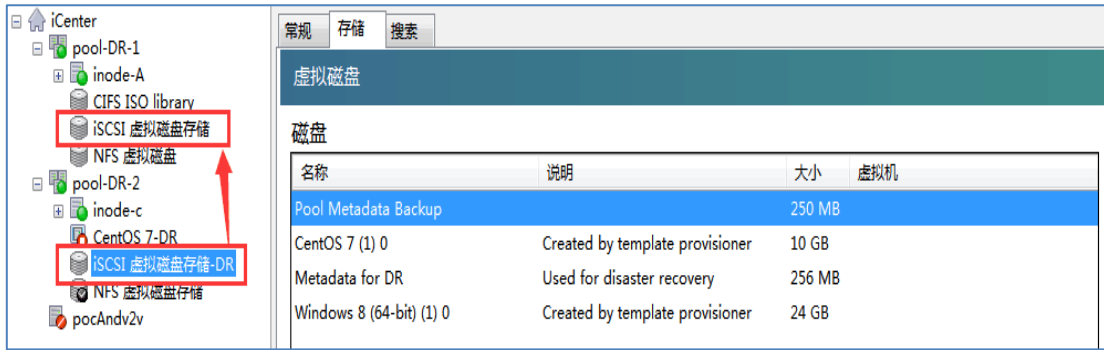 iCenter
pool-DR-1
inode-A
CIFS ISO library
iSCSI 虚拟磁盘存储
NFS 虚拟磁盘
pool-DR-2
inode-c
CentOS 7-DR
iSCSI 虚拟磁盘存储-DR
NFS 虚拟磁盘存储
pocAndv2v
常规 存储 搜索
虚拟磁盘
磁盘
名称 说明 大小 虚拟机
Pool Metadata Backup 250 MB
CentOS 7 (1) 0 Created by template provisioner 10 GB
Metadata for DR Used for disaster recovery 256 MB
Windows 8 (64-bit) (1) 0 Created by template provisioner 24 GB